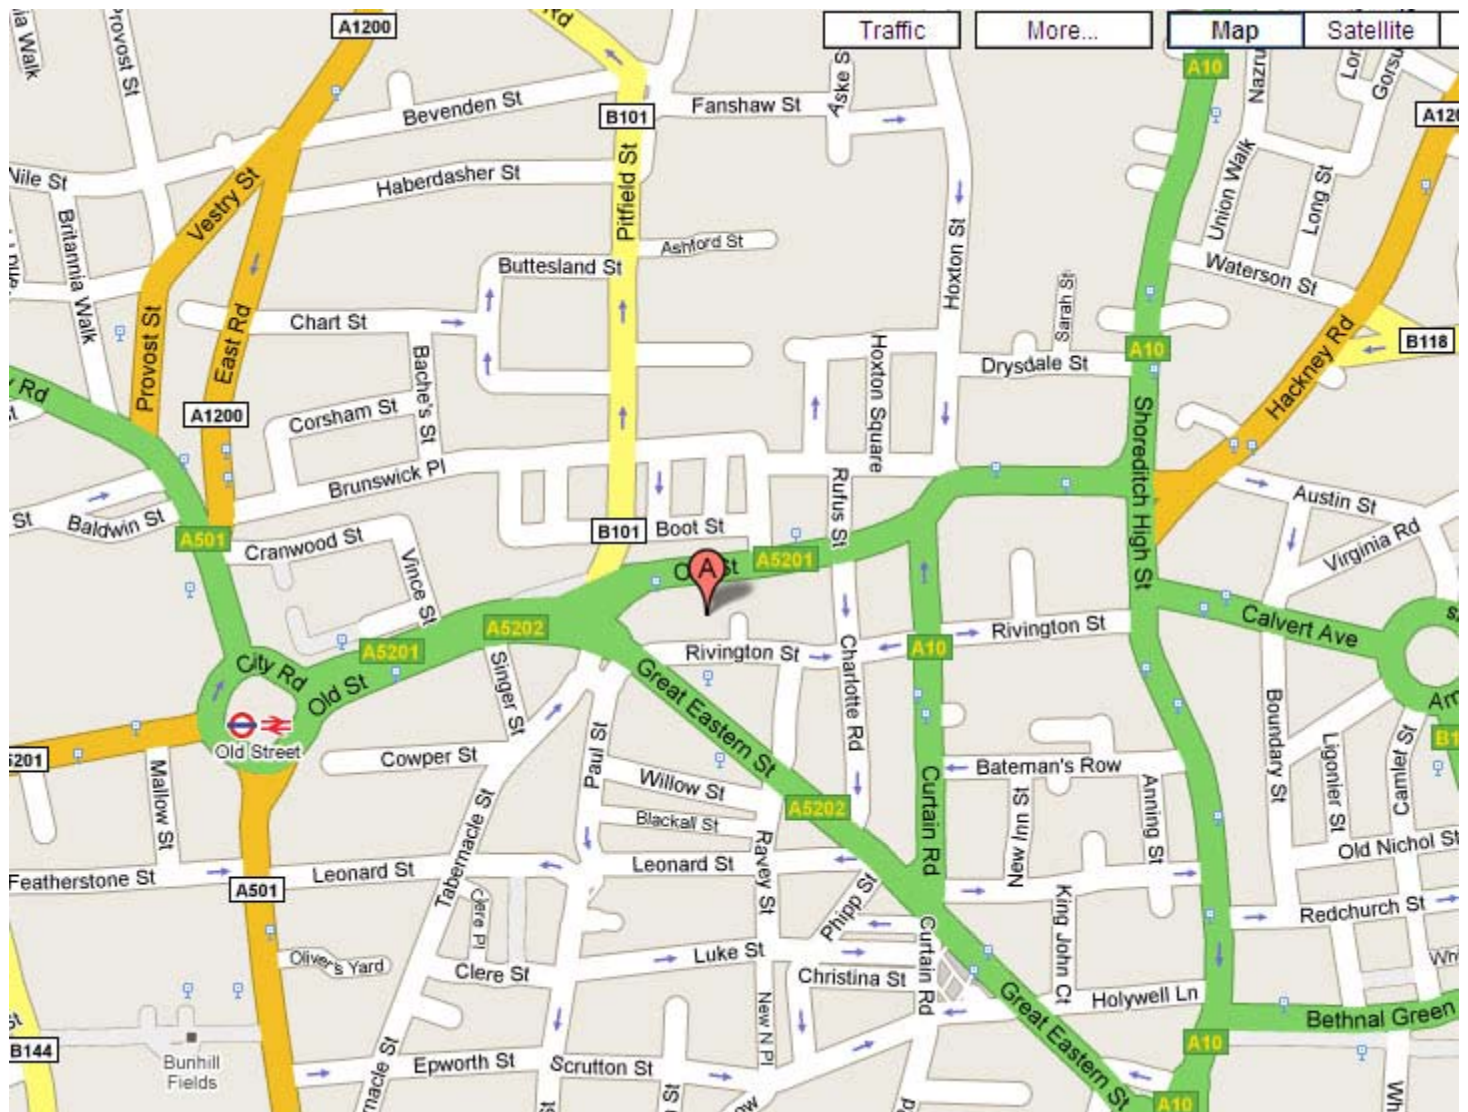 Traffic
More...
Map
Satellite
A1200
A10
Provost St
Bevenden St
B101
Fanshaw St
Nazrul
Gorsu
Union Walk
Long St
Nile St
Vestry St
Haberdasher St
Pitfield St
Ashford St
Hoxton St
Britannia Walk
Buttesland St
Waterson St
Sarah St
Chart St
Provost St
East Rd
Bache's St
Hoxton Square
Drysdale St
A10
Hackney Rd
B118
A1200
Corsham St
Shoreditch High St
Brunswick Pl
Rufus St
Austin St
St
Baldwin St
A501
Cranwood St
B101
Boot St
Virginia Rd
Vince St
A
A5201
A5202
A5201
Calvert Ave
City Rd
Old St
Singer St
Rivington St
Charlotte Rd
A10
Rivington St
Great Eastern St
Boundary St
Old Street
Cowper St
Paul St
Willow St
Blackall St
A5202
Curtain Rd
Bateman's Row
New Inn St
Anning St
Ligonier St
Camlet St
Mallow St
Tabernacle St
Ravey St
Old Nichol St
Featherstone St
A501
Leonard St
Leonard St
Phipp St
King John Ct
Redchurch St
Clere Pl
Oliver's Yard
Clere St
Luke St
Christina St
Curtain Rd
New N Pl
Great Eastern St
Holywell Ln
Bethnal Green
B144
Bunhill
Fields
Epworth St
Scrutton St
A10
A10